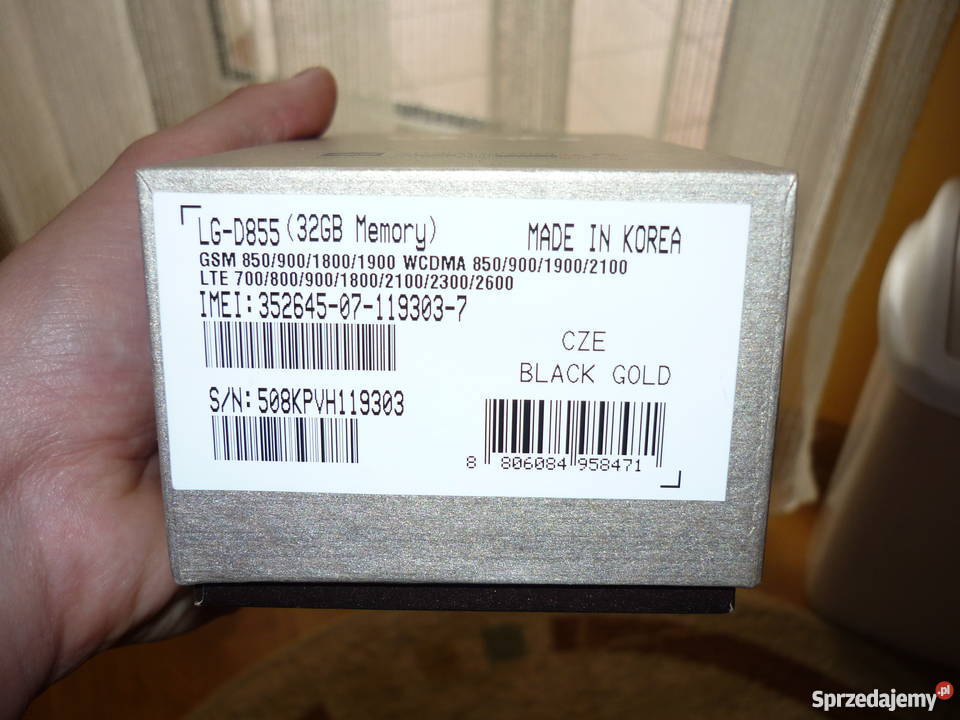 LG-D855 (32GB Memory)
MADE IN KOREA
GSM 850/900/1800/1900 WCDMA 850/900/1900/2100
LTE 700/800/900/1800/2100/2300/2600
IMEI: 352645-07-119303-7
CZE
BLACK GOLD
S/N: 508KPVH119303
8 806084 958471
Sprzedajemy.pl